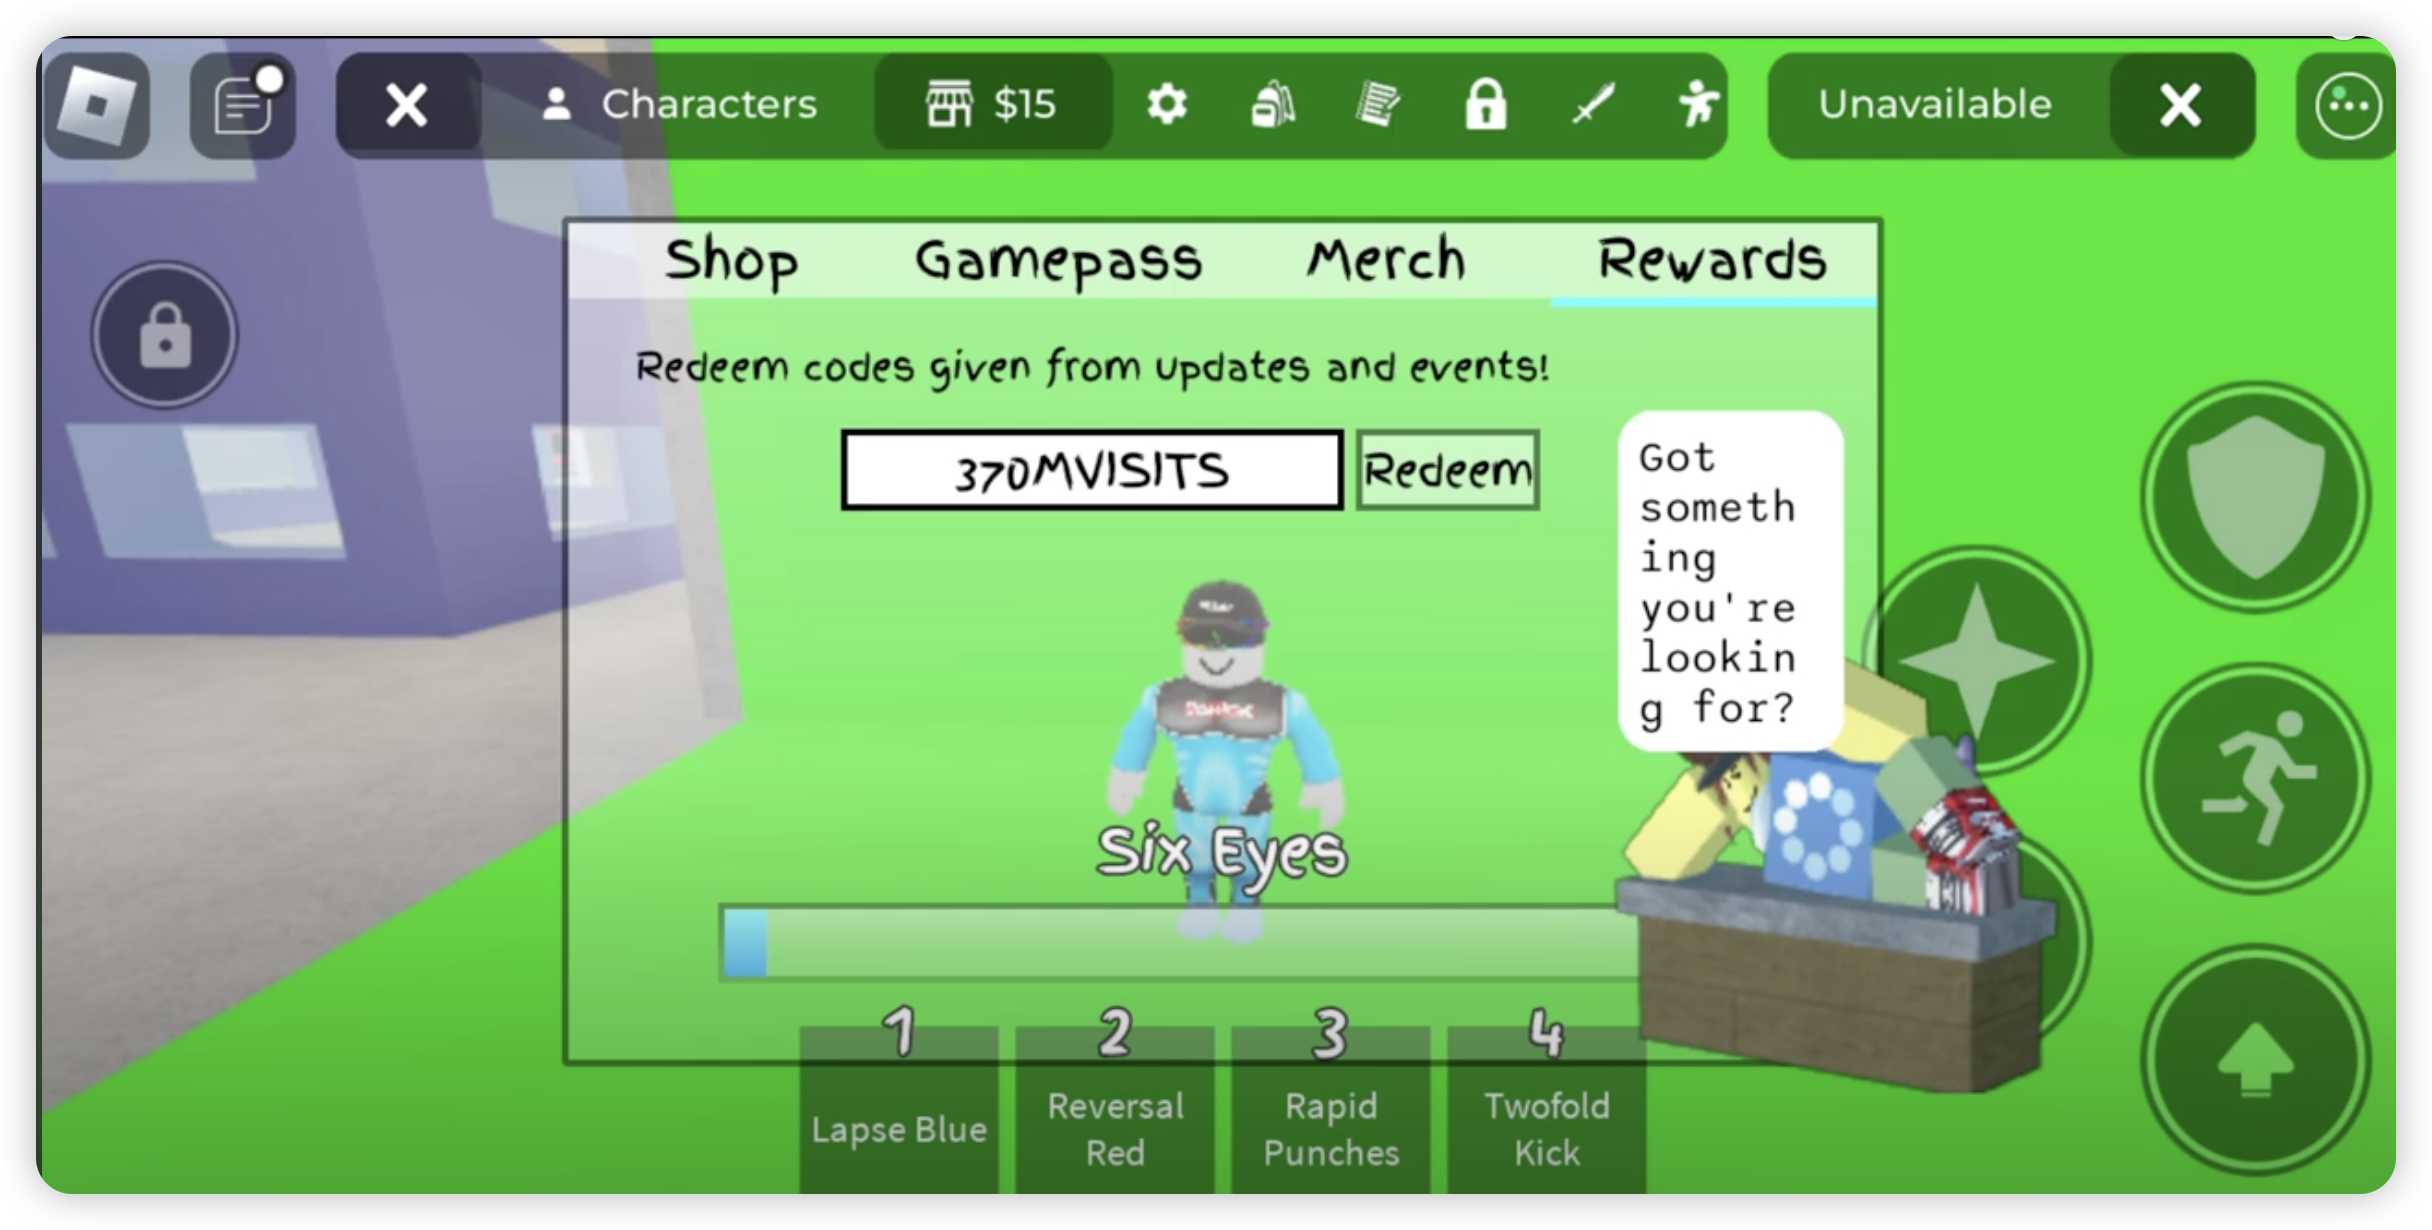 Characters
$15
Unavailable
Shop Gamepass Merch Rewards
Redeem codes given from updates and events!
370MVISITS Redeem
Got
someth
ing
you're
lookin
g for?
Six Eyes
1 2 3 4
Lapse Blue
Reversal
Red
Rapid
Punches
Twofold
Kick